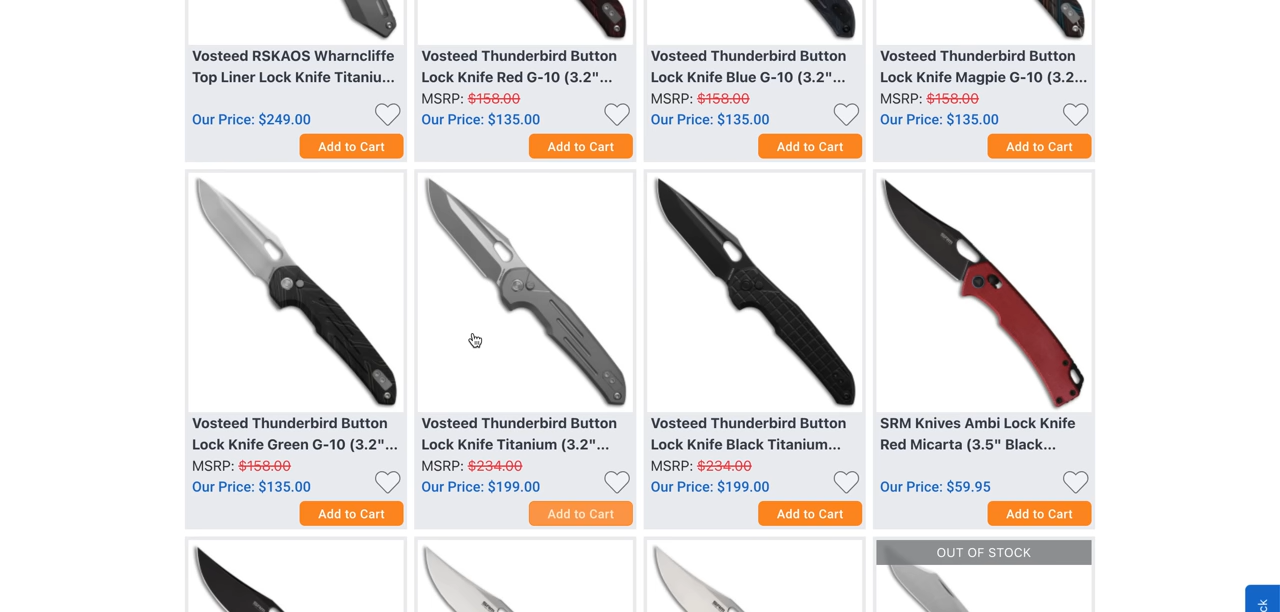 Vosteed RSKAOS Wharncliffe
Top Liner Lock Knife Titaniu...
Our Price: $249.00
Add to Cart
Vosteed Thunderbird Button
Lock Knife Red G-10 (3.2"...
MSRP: $158.00
Our Price: $135.00
Add to Cart
Vosteed Thunderbird Button
Lock Knife Blue G-10 (3.2"...
MSRP: $158.00
Our Price: $135.00
Add to Cart
Vosteed Thunderbird Button
Lock Knife Magpie G-10 (3.2...
MSRP: $158.00
Our Price: $135.00
Add to Cart
Vosteed Thunderbird Button
Lock Knife Green G-10 (3.2"...
MSRP: $158.00
Our Price: $135.00
Add to Cart
Vosteed Thunderbird Button
Lock Knife Titanium (3.2"...
MSRP: $234.00
Our Price: $199.00
Add to Cart
Vosteed Thunderbird Button
Lock Knife Black Titanium...
MSRP: $234.00
Our Price: $199.00
Add to Cart
SRM Knives Ambi Lock Knife
Red Micarta (3.5" Black...
Our Price: $59.95
Add to Cart
OUT OF STOCK